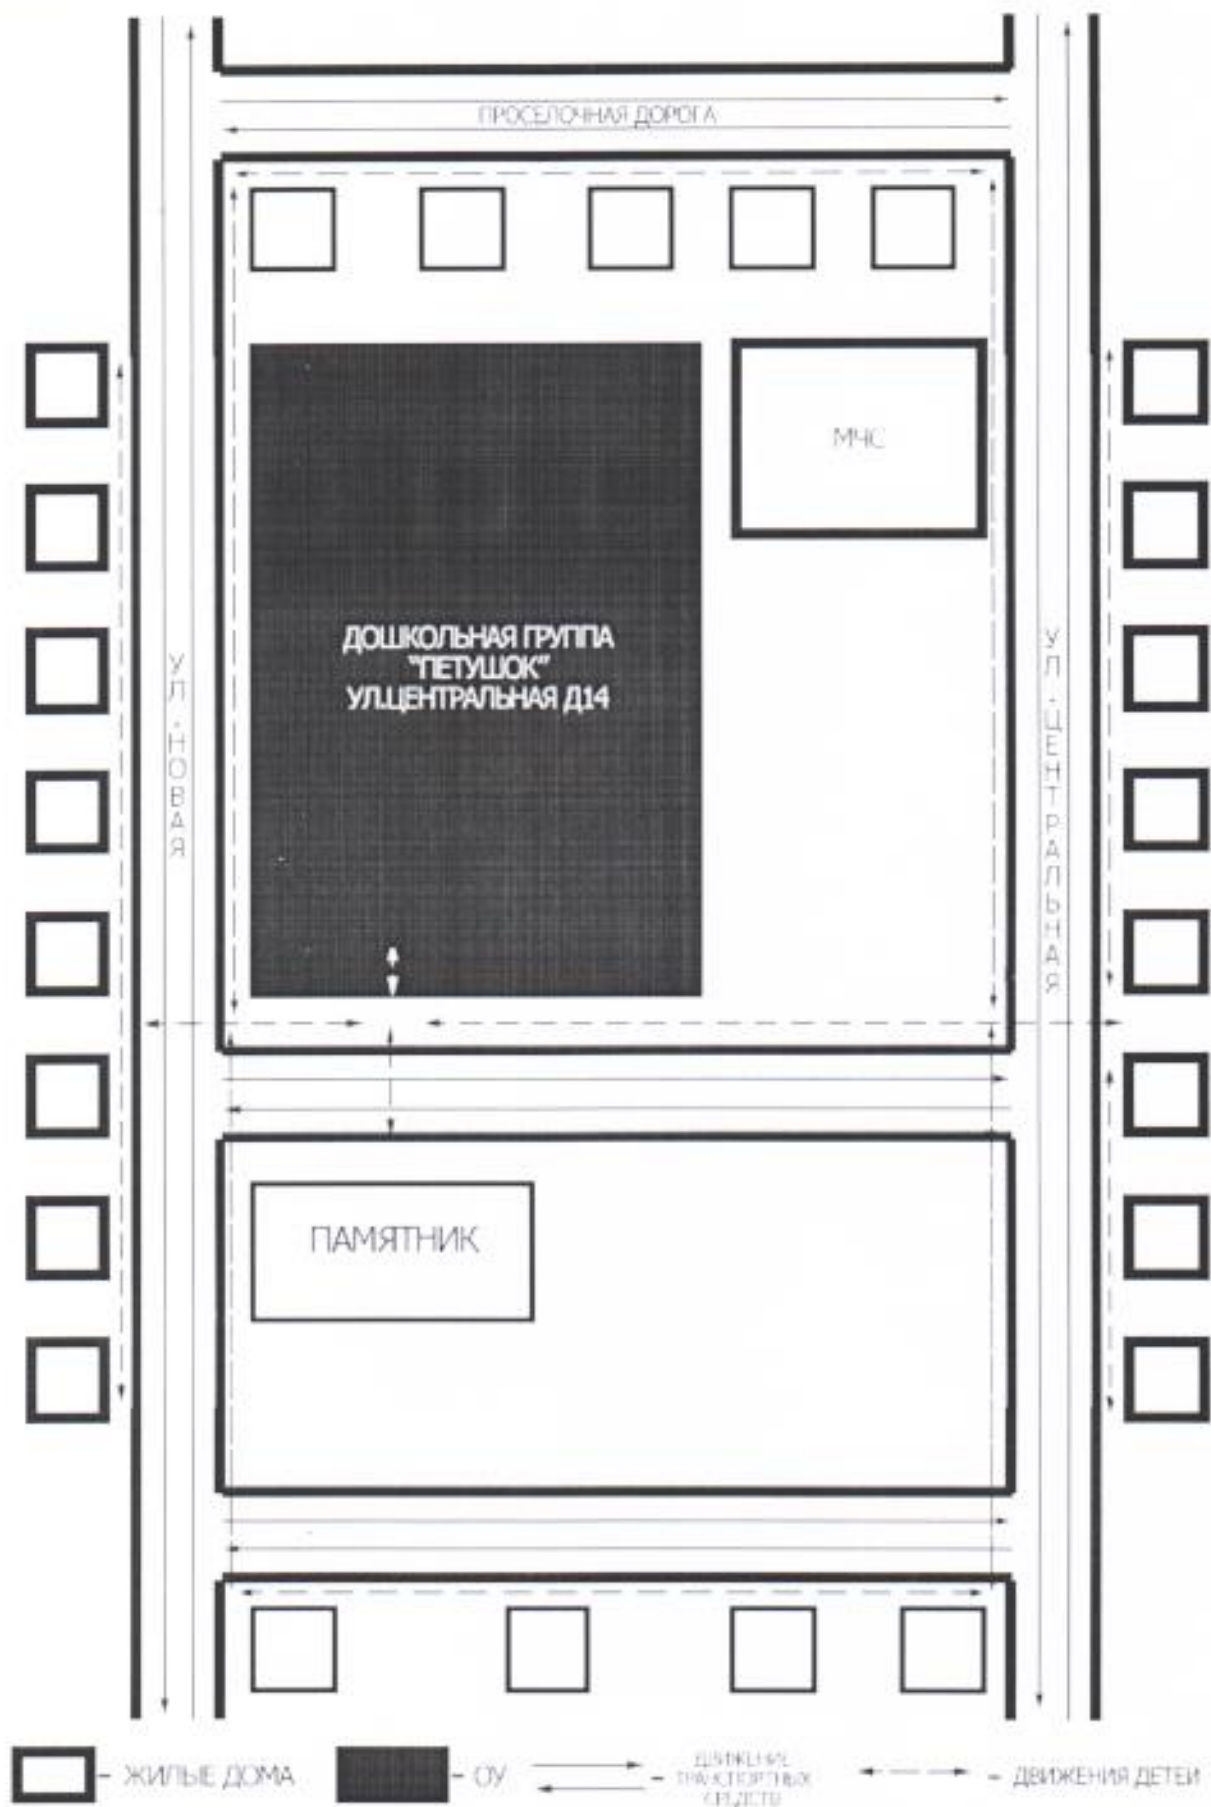 ПРОСЕЛОЧНАЯ ДОРОГА
МЧС
ДОШКОЛЬНАЯ ГРУППА
"ПЕТУШОК"
УЛ.ЦЕНТРАЛЬНАЯ Д14
УЛ.НОВАЯ
УЛ.ЦЕНТРАЛЬНАЯ
ПАМЯТНИК
- ЖИЛЫЕ ДОМА
- ОУ
- ДВИЖЕНИЕ
ТРАНСПОРТНЫХ
СРЕДСТВ
- ДВИЖЕНИЯ ДЕТЕЙ